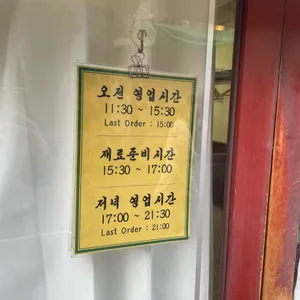 오전 영업시간
11:30 ~ 15:30
Last Order : 15:00
재료준비시간
15:30 ~ 17:00
저녁 영업시간
17:00 ~ 21:30
Last Order : 21:00